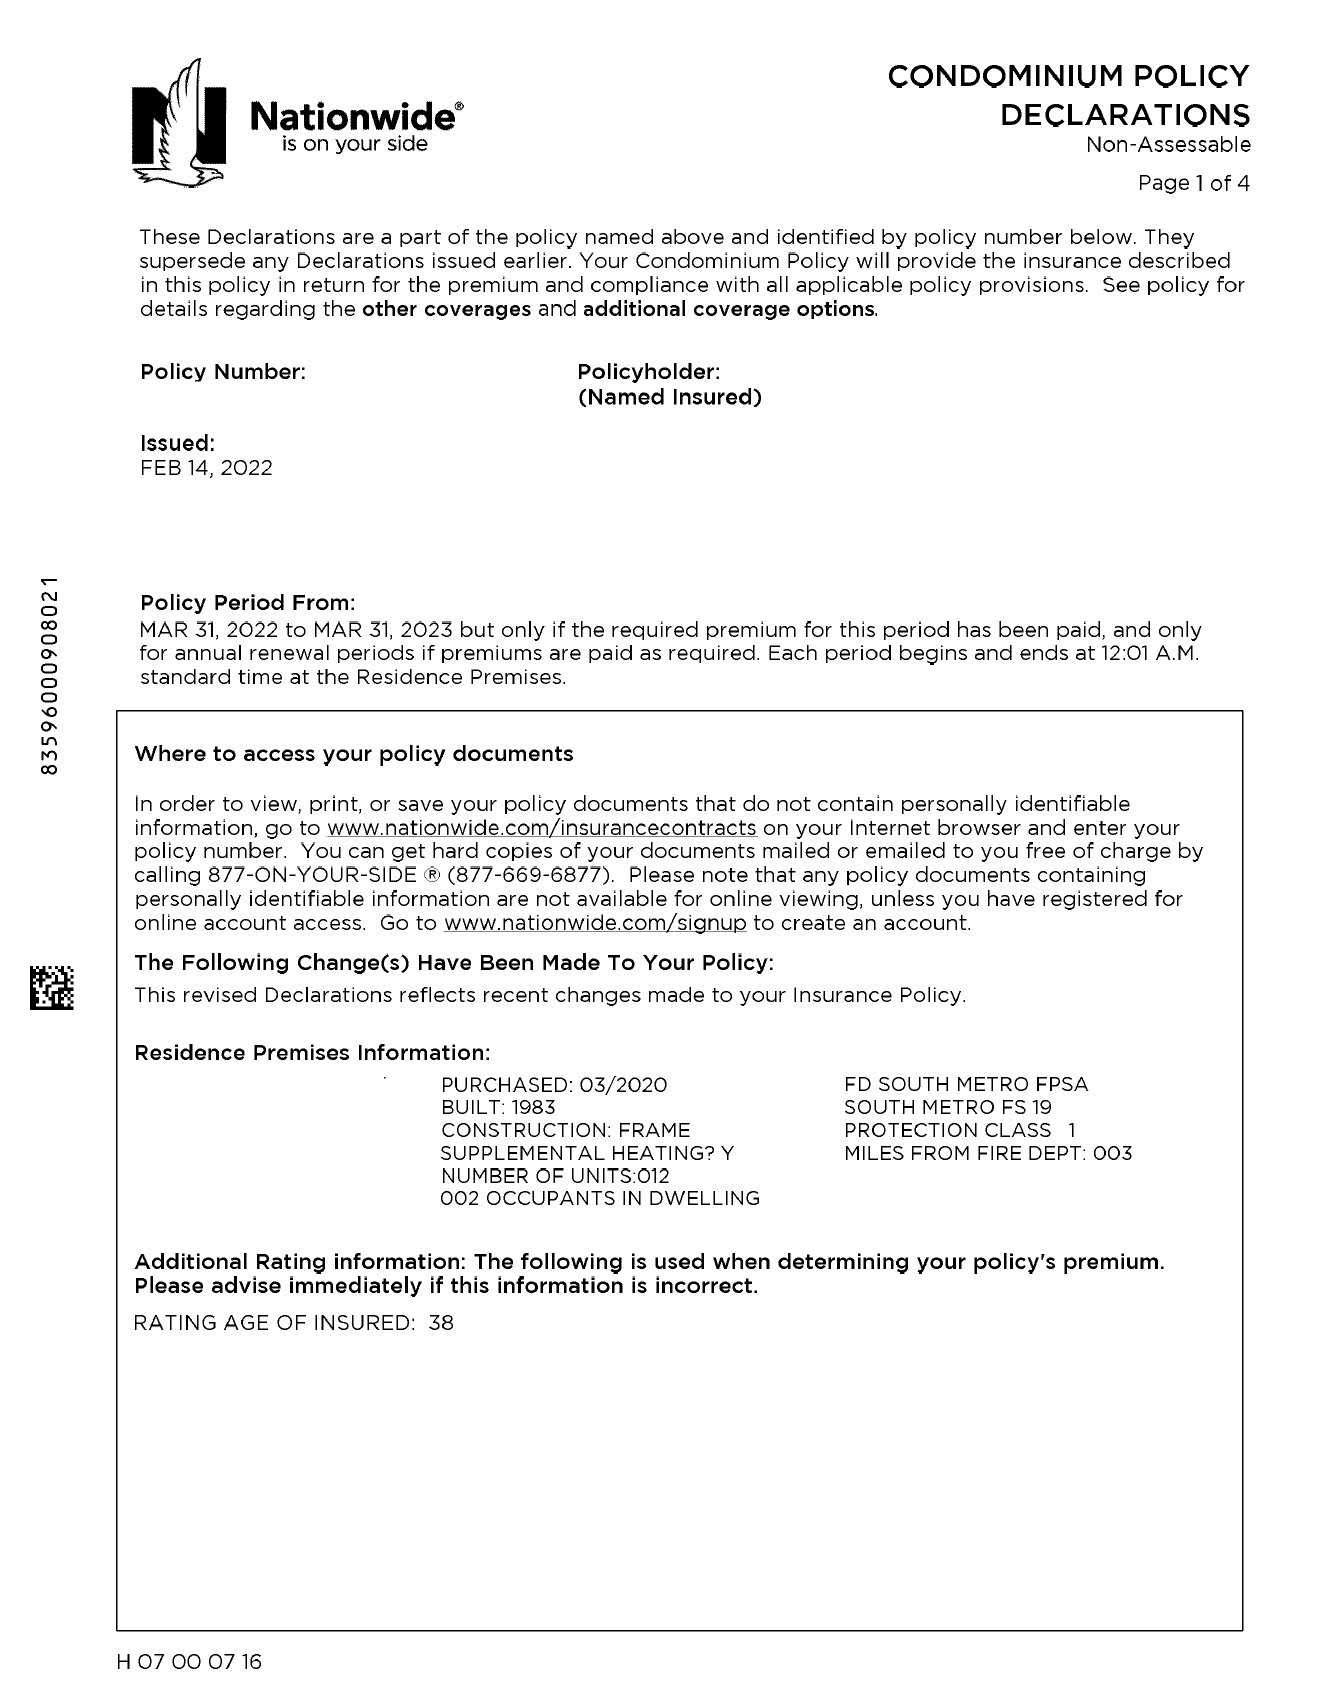 Nationwide®
is on your side
CONDOMINIUM POLICY
DECLARATIONS
Non-Assessable
Page 1 of 4
These Declarations are a part of the policy named above and identified by policy number below. They
supersede any Declarations issued earlier. Your Condominium Policy will provide the insurance described
in this policy in return for the premium and compliance with all applicable policy provisions.  See policy for
details regarding the other coverages and additional coverage options.
Policy Number:
Policyholder:
(Named Insured)
Issued:
FEB 14, 2022
83596000908021
Policy Period From:
MAR 31, 2022 to MAR 31, 2023 but only if the required premium for this period has been paid, and only
for annual renewal periods if premiums are paid as required. Each period begins and ends at 12:01 A.M.
standard time at the Residence Premises.
Where to access your policy documents
In order to view, print, or save your policy documents that do not contain personally identifiable
information, go to www.nationwide.com/insurancecontracts on your Internet browser and enter your
policy number.  You can get hard copies of your documents mailed or emailed to you free of charge by
calling 877-ON-YOUR-SIDE ® (877-669-6877).  Please note that any policy documents containing
personally identifiable information are not available for online viewing, unless you have registered for
online account access.  Go to www.nationwide.com/signup to create an account.
The Following Change(s) Have Been Made To Your Policy:
This revised Declarations reflects recent changes made to your Insurance Policy.
Residence Premises Information:
PURCHASED: 03/2020
BUILT: 1983
CONSTRUCTION: FRAME
SUPPLEMENTAL HEATING? Y
NUMBER OF UNITS:012
002 OCCUPANTS IN DWELLING
FD SOUTH METRO FPSA
SOUTH METRO FS 19
PROTECTION CLASS   1
MILES FROM FIRE DEPT: 003
Additional Rating information: The following is used when determining your policy's premium.
Please advise immediately if this information is incorrect.
RATING AGE OF INSURED:  38
H 07 00 07 16